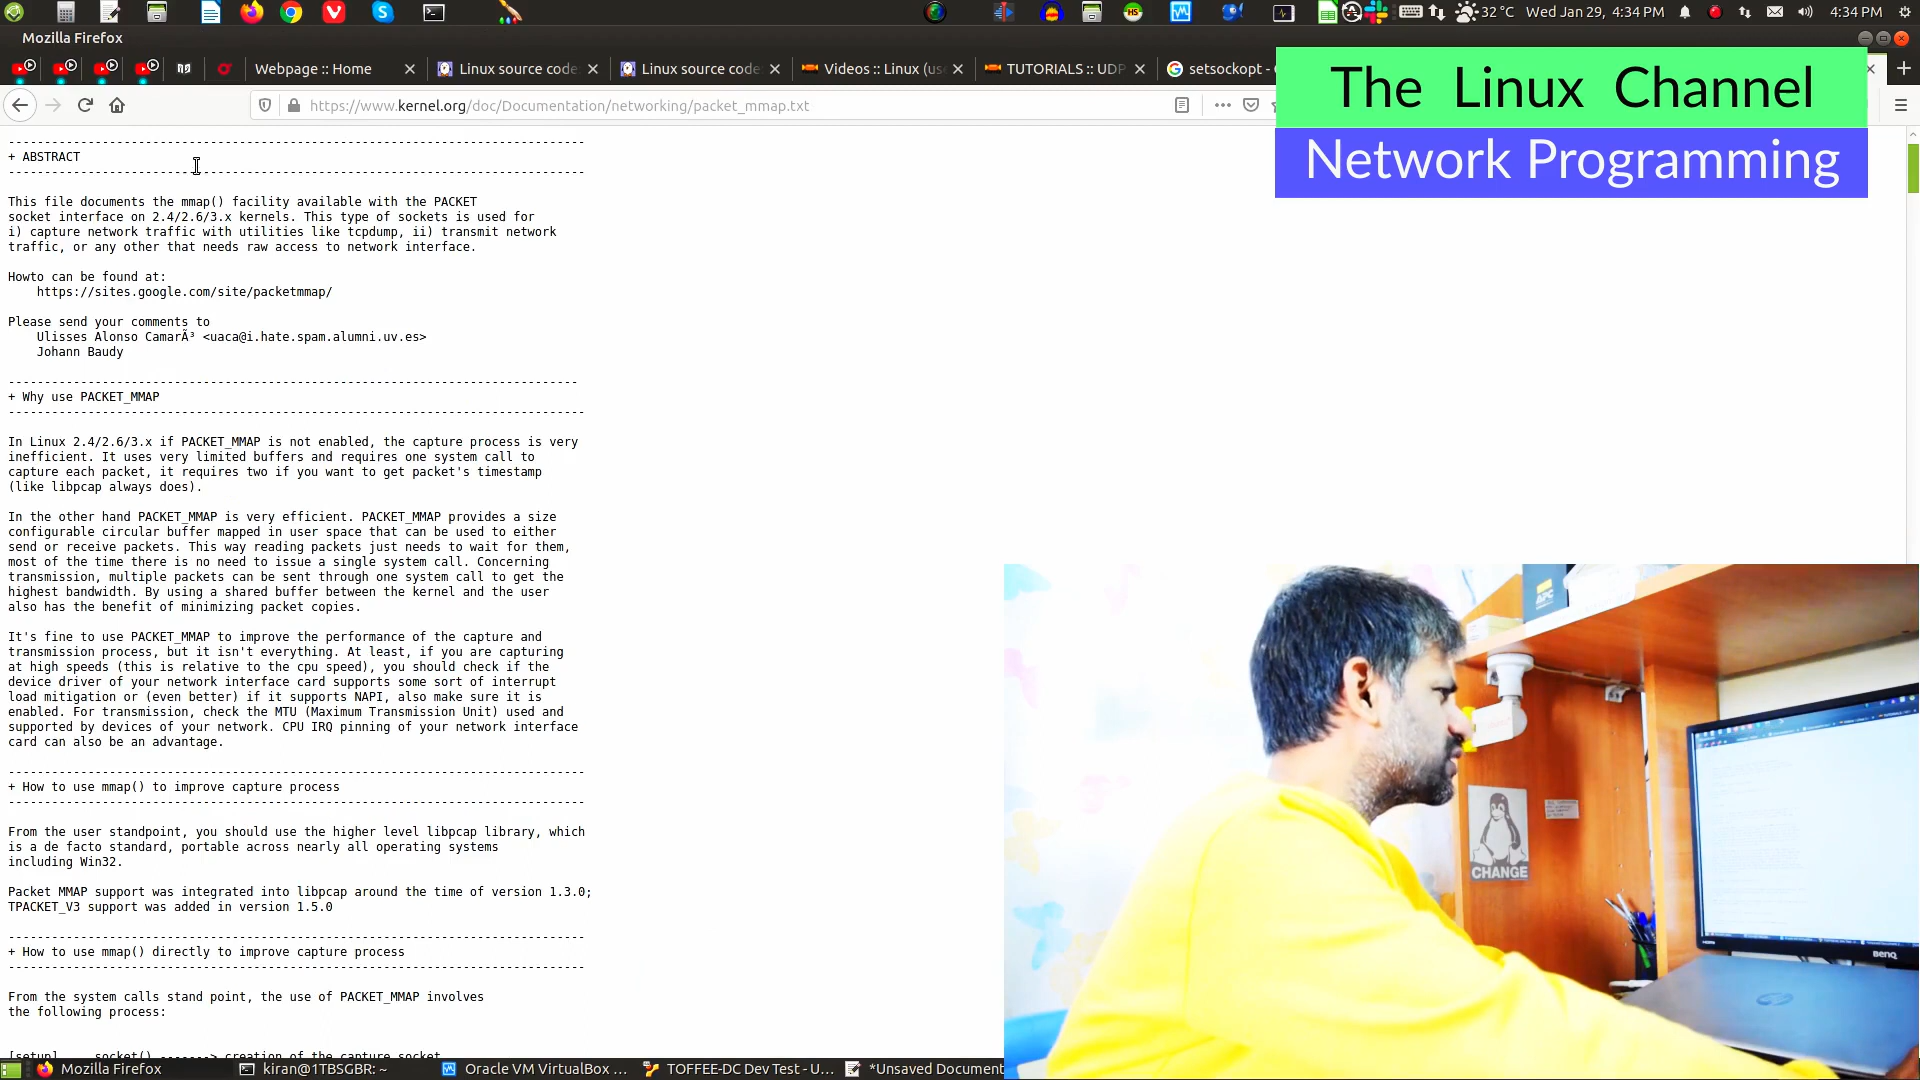 32 °C Wed Jan 29, 4:34 PM 4:34 PM
Mozilla Firefox
Webpage :: Home
Linux source code
Linux source code
Videos :: Linux (us
TUTORIALS :: UDP
setsockopt -
https://www.kernel.org/doc/Documentation/networking/packet_mmap.txt
The Linux Channel
Network Programming
--------------------------------------------------------------------------------
+ ABSTRACT
--------------------------------------------------------------------------------
This file documents the mmap() facility available with the PACKET
socket interface on 2.4/2.6/3.x kernels. This type of sockets is used for
i) capture network traffic with utilities like tcpdump, ii) transmit network
traffic, or any other that needs raw access to network interface.
Howto can be found at:
https://sites.google.com/site/packetmmap/
Please send your comments to
Ulisses Alonso CamarÃ³ <uaca@i.hate.spam.alumni.uv.es>
Johann Baudy
-------------------------------------------------------------------------------
+ Why use PACKET_MMAP
--------------------------------------------------------------------------------
In Linux 2.4/2.6/3.x if PACKET_MMAP is not enabled, the capture process is very
inefficient. It uses very limited buffers and requires one system call to
capture each packet, it requires two if you want to get packet's timestamp
(like libpcap always does).
In the other hand PACKET_MMAP is very efficient. PACKET_MMAP provides a size
configurable circular buffer mapped in user space that can be used to either
send or receive packets. This way reading packets just needs to wait for them,
most of the time there is no need to issue a single system call. Concerning
transmission, multiple packets can be sent through one system call to get the
highest bandwidth. By using a shared buffer between the kernel and the user
also has the benefit of minimizing packet copies.
It's fine to use PACKET_MMAP to improve the performance of the capture and
transmission process, but it isn't everything. At least, if you are capturing
at high speeds (this is relative to the cpu speed), you should check if the
device driver of your network interface card supports some sort of interrupt
load mitigation or (even better) if it supports NAPI, also make sure it is
enabled. For transmission, check the MTU (Maximum Transmission Unit) used and
supported by devices of your network. CPU IRQ pinning of your network interface
card can also be an advantage.
--------------------------------------------------------------------------------
+ How to use mmap() to improve capture process
--------------------------------------------------------------------------------
From the user standpoint, you should use the higher level libpcap library, which
is a de facto standard, portable across nearly all operating systems
including Win32.
Packet MMAP support was integrated into libpcap around the time of version 1.3.0;
TPACKET_V3 support was added in version 1.5.0
--------------------------------------------------------------------------------
+ How to use mmap() directly to improve capture process
--------------------------------------------------------------------------------
From the system calls stand point, the use of PACKET_MMAP involves
the following process:
[setup] socket() -------> creation of the capture socket
APC
CHANGE
BenQ
hp
Mozilla Firefox
kiran@1TBSGBR: ~
Oracle VM VirtualBox ...
TOFFEE-DC Dev Test - U...
*Unsaved Document